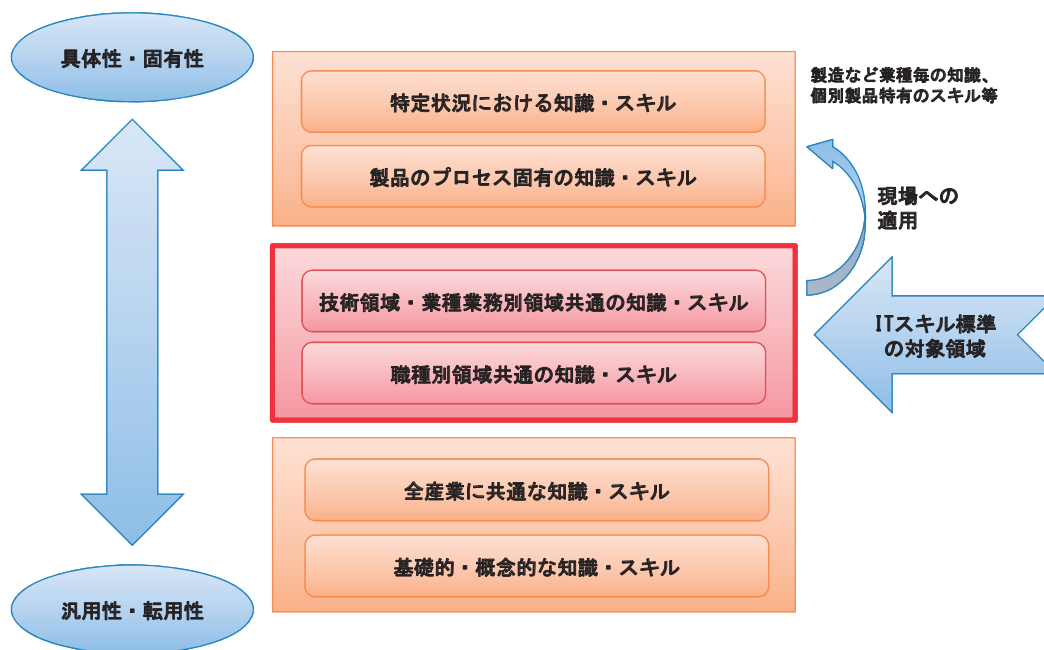 具体性・固有性
特定状況における知識・スキル
製品のプロセス固有の知識・スキル
製造など業種毎の知識、
個別製品特有のスキル等
現場への
適用
技術領域・業種業務別領域共通の知識・スキル
職種別領域共通の知識・スキル
ITスキル標準
の対象領域
全産業に共通な知識・スキル
基礎的・概念的な知識・スキル
汎用性・転用性